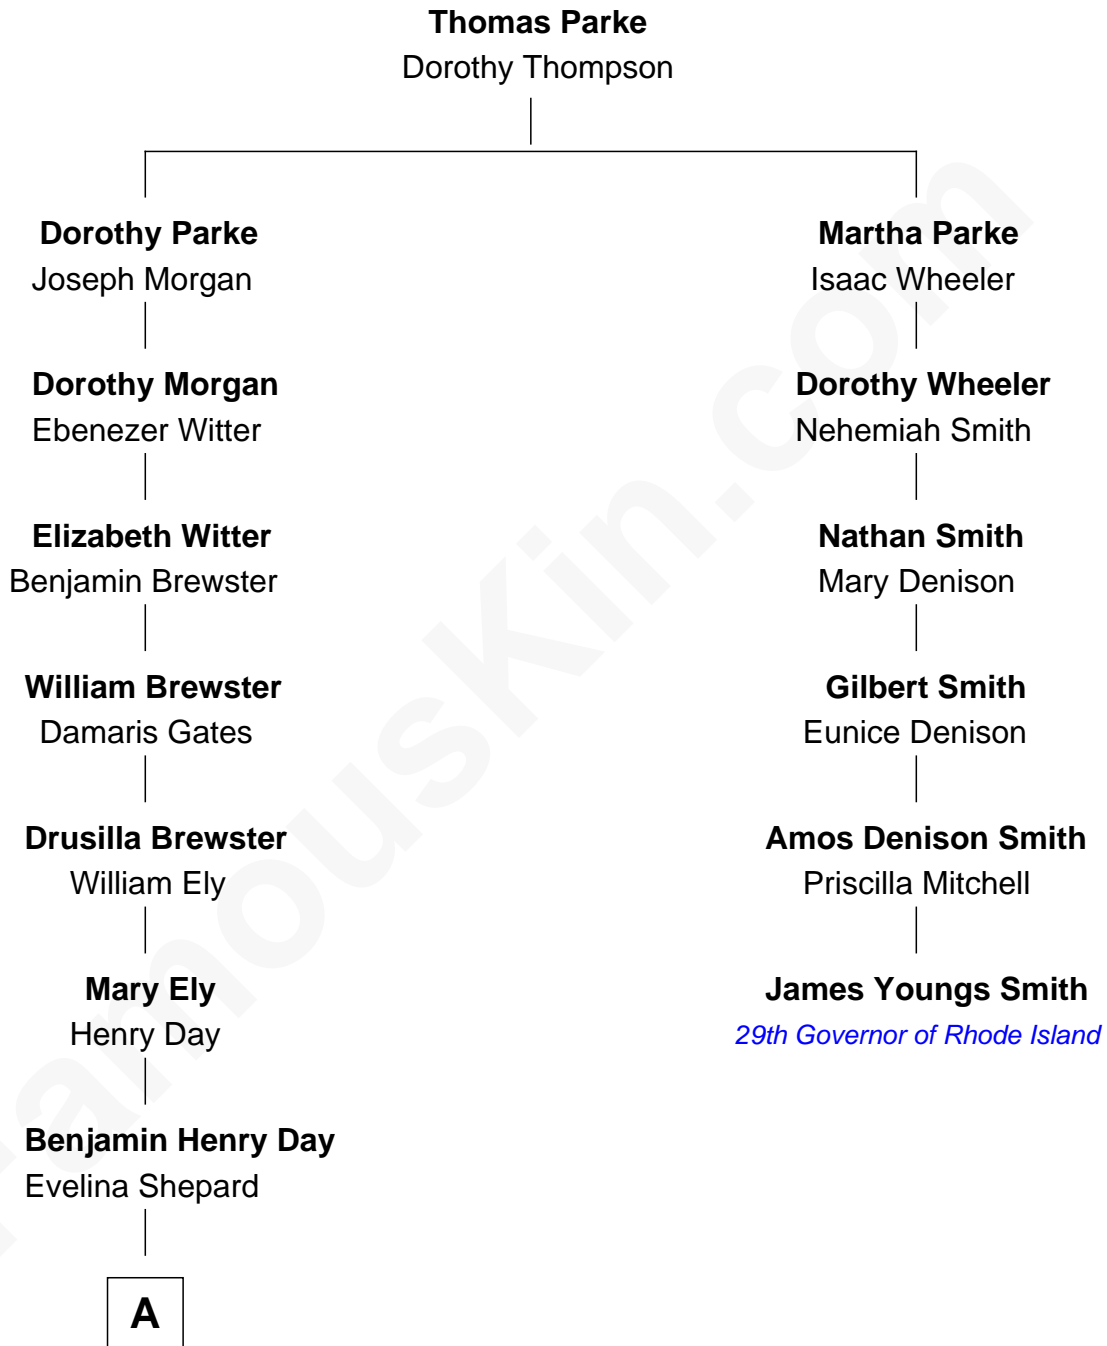 Thomas Parke
Dorothy Thompson
Dorothy Parke
Joseph Morgan
Martha Parke
Isaac Wheeler
Dorothy Morgan
Ebenezer Witter
Dorothy Wheeler
Nehemiah Smith
Elizabeth Witter
Benjamin Brewster
Nathan Smith
Mary Denison
William Brewster
Damaris Gates
Gilbert Smith
Eunice Denison
Drusilla Brewster
William Ely
Amos Denison Smith
Priscilla Mitchell
Mary Ely
Henry Day
James Youngs Smith
29th Governor of Rhode Island
Benjamin Henry Day
Evelina Shepard
A
FamousKin.com